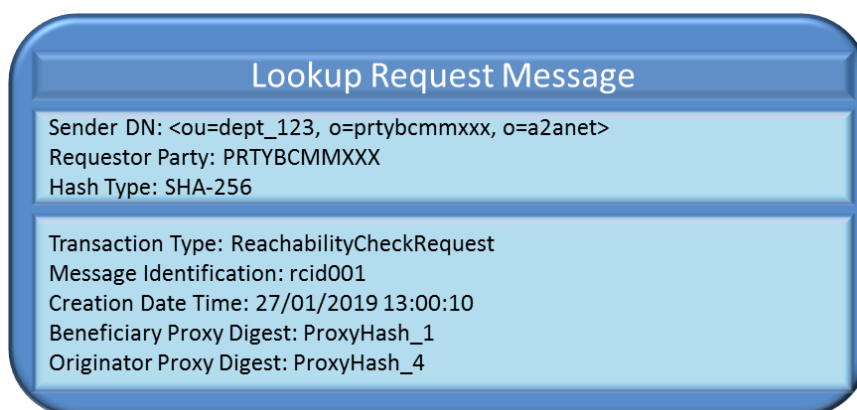 Lookup Request Message
Sender DN: <ou=dept_123, o=prtybcmmxxx, o=a2anet>
Requestor Party: PRTYBCMMXXX
Hash Type: SHA-256
Transaction Type: ReachabilityCheckRequest
Message Identification: rcid001
Creation Date Time: 27/01/2019 13:00:10
Beneficiary Proxy Digest: ProxyHash_1
Originator Proxy Digest: ProxyHash_4